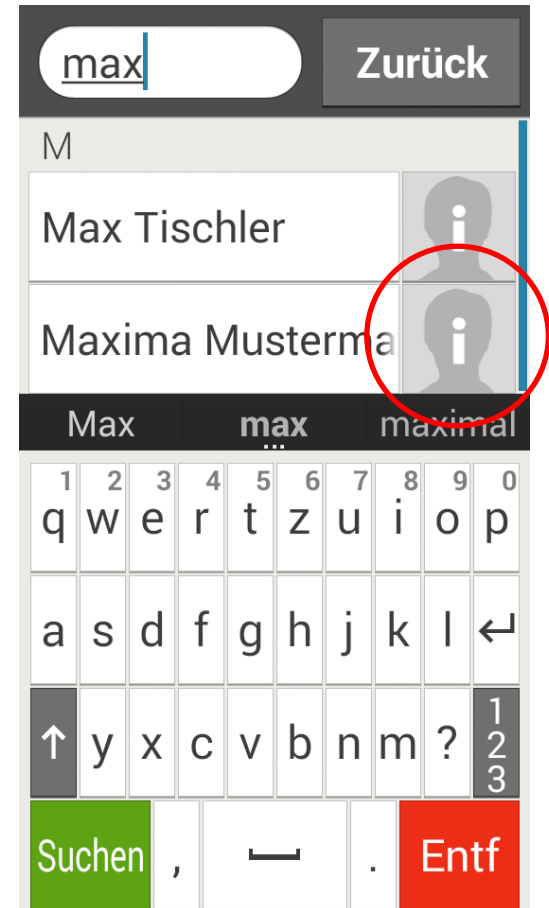 max Zurück
M
Max Tischler i
Maxima Musterma i
Max max maximal
1 2 3 4 5 6 7 8 9 0
q w e r t z u i o p
a s d f g h j k l ↵
↑ y x c v b n m ? 1 2 3
Suchen , . Entf